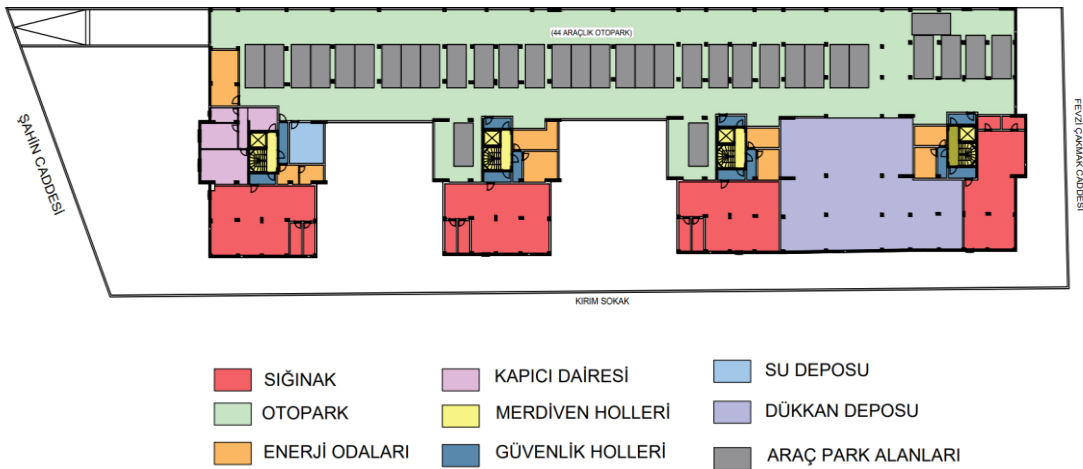 (44 ARAÇLIK OTOPARK)
ŞAHİN CADDESİ
FEVZİ ÇAKMAK CADDESİ
KIRIM SOKAK
SIĞINAK
KAPICI DAİRESİ
SU DEPOSU
OTOPARK
MERDİVEN HOLLERİ
DÜKKAN DEPOSU
ENERJİ ODALARI
GÜVENLİK HOLLERİ
ARAÇ PARK ALANLARI